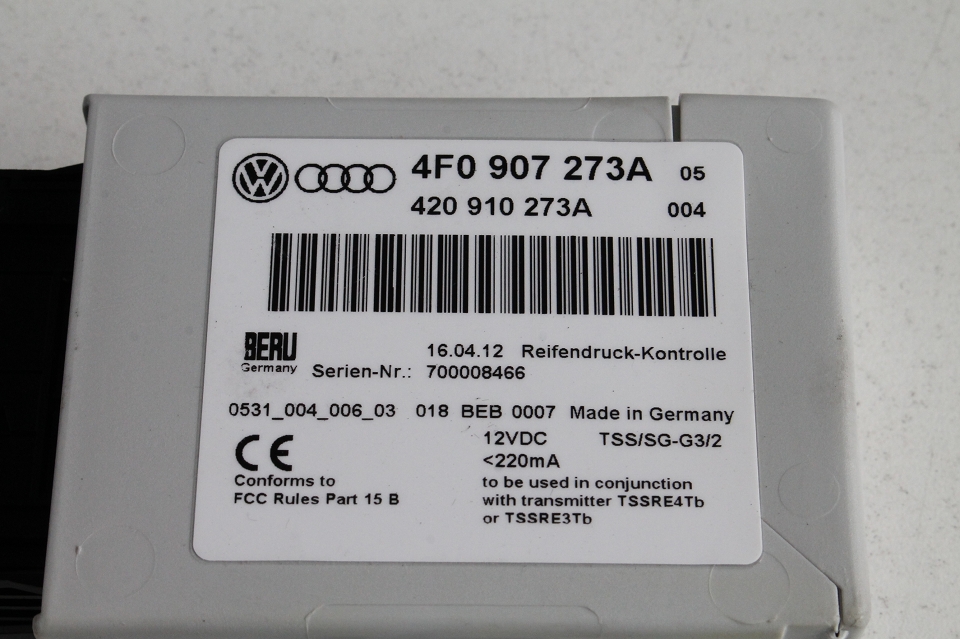 4F0 907 273A 05
420 910 273A 004
BERU
Germany
16.04.12 Reifendruck-Kontrolle
Serien-Nr.: 700008466
0531_004_006_03 018 BEB 0007 Made in Germany
CE 12VDC TSS/SG-G3/2
<220mA
Conforms to
FCC Rules Part 15 B
to be used in conjunction
with transmitter TSSRE4Tb
or TSSRE3Tb